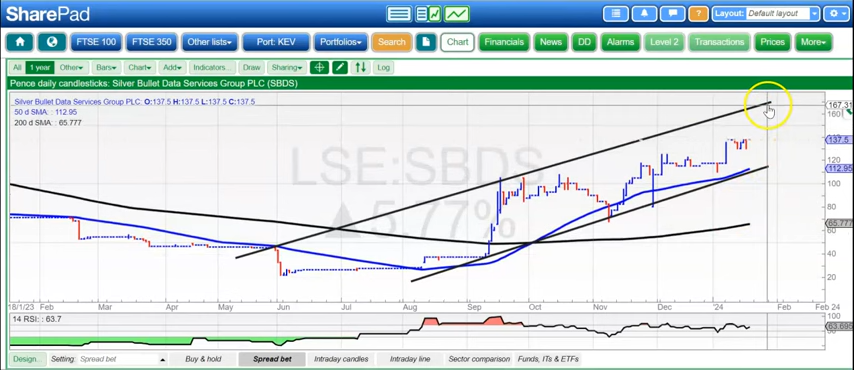 SharePad
Layout: Default layout
FTSE 100 FTSE 350 Other lists Port: KEV Portfolios Search Chart Financials News DD Alarms Level 2 Transactions Prices More
All 1 year Other Bars Chart Add Indicators... Draw Sharing Log
Pence daily candlesticks: Silver Bullet Data Services Group PLC (SBDS)
Silver Bullet Data Services Group PLC. O:137.5 H:137.5 L:137.5 C:137.5
50 d SMA: : 112.95
200 d SMA: : 65.777
LSE:SBDS
▲5.77%
167.31
160
137.5
120
112.95
100
80
65.777
60
40
20
18/1/23 Feb Mar Apr May Jun Jul Aug Sep Oct Nov Dec '24 Feb Feb 24
14 RSI: : 63.7
100
63.695
0
Design Setting: Spread bet Buy & hold Spread bet Intraday candles Intraday line Sector comparison Funds, ITs & ETFs